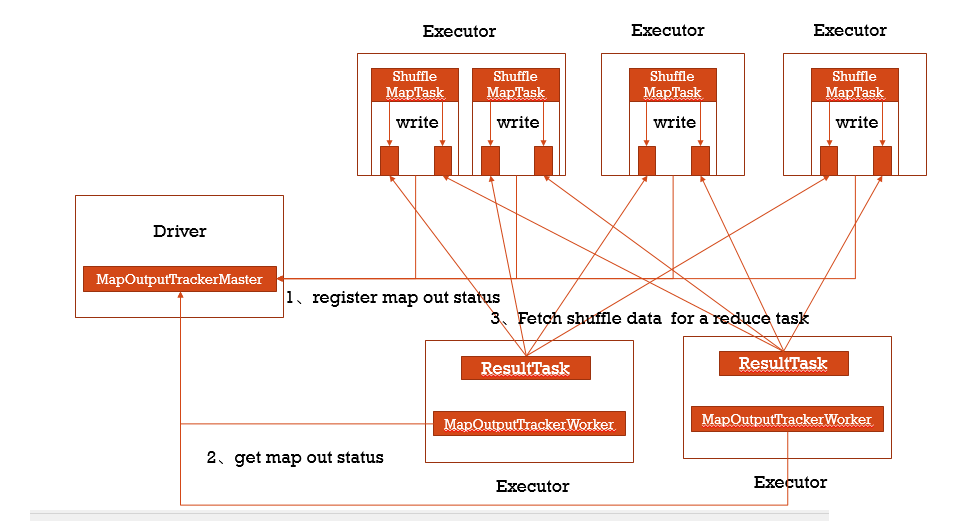 Executor
Executor
Executor
Shuffle
MapTask
Shuffle
MapTask
Shuffle
MapTask
Shuffle
MapTask
write
write
write
write
Driver
MapOutputTrackerMaster
1、register map out status
3、Fetch shuffle data for a reduce task
ResultTask
ResultTask
MapOutputTrackerWorker
MapOutputTrackerWorker
2、get map out status
Executor
Executor